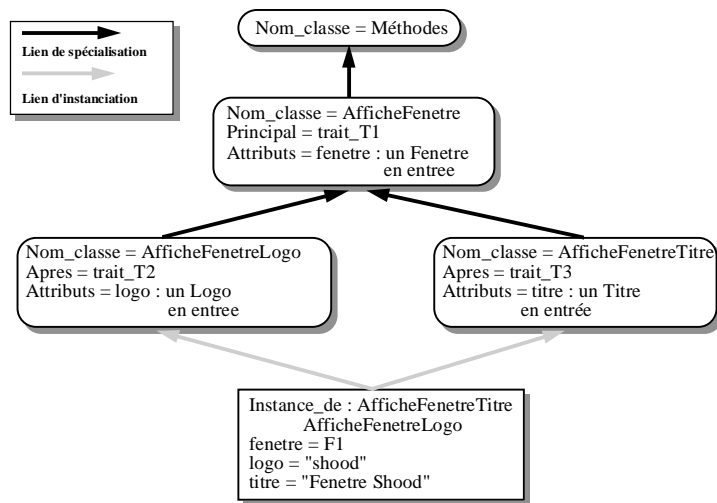 Lien de spécialisation
Lien d'instanciation
Nom_classe = Méthodes
Nom_classe = AfficheFenetre
Principal = trait_T1
Attributs = fenetre : un Fenetre
en entree
Nom_classe = AfficheFenetreLogo
Apres = trait_T2
Attributs = logo : un Logo
en entree
Nom_classe = AfficheFenetreTitre
Apres = trait_T3
Attributs = titre : un Titre
en entrée
Instance_de : AfficheFenetreTitre
AfficheFenetreLogo
fenetre = F1
logo = "shood"
titre = "Fenetre Shood"